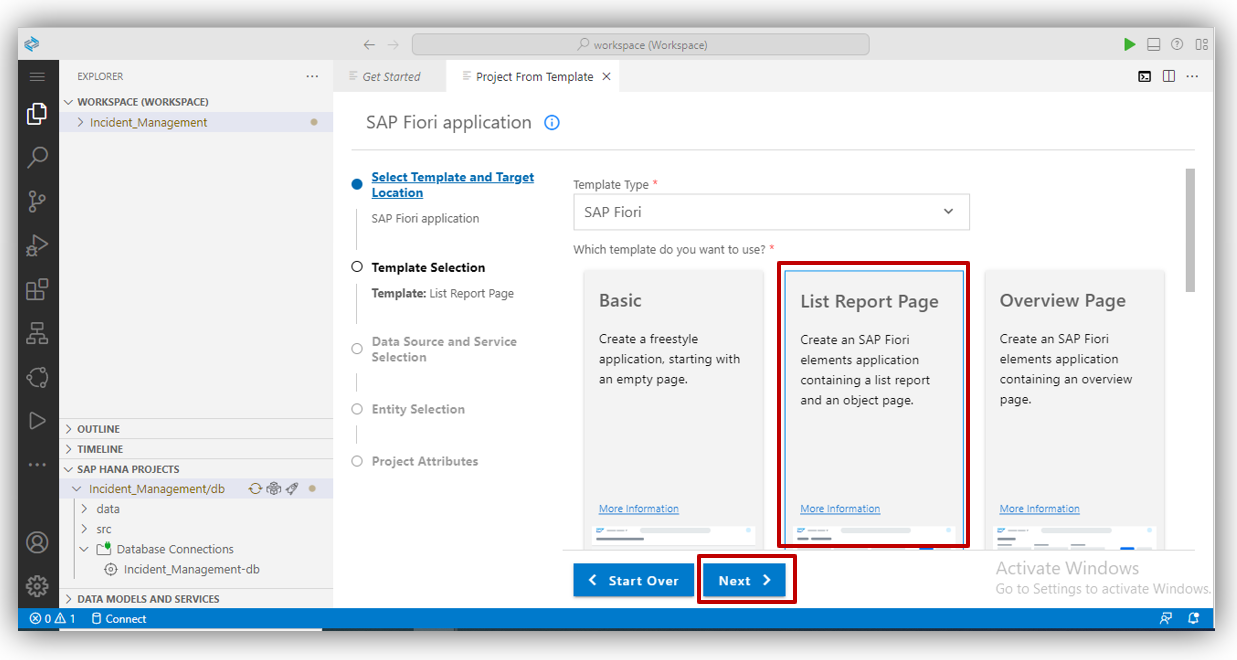 workspace (Workspace)
EXPLORER
Get Started
Project From Template
WORKSPACE (WORKSPACE)
Incident_Management
OUTLINE
TIMELINE
SAP HANA PROJECTS
Incident_Management/db
data
src
Database Connections
Incident_Management-db
DATA MODELS AND SERVICES
SAP Fiori application
Select Template and Target
Location
SAP Fiori application
Template Selection
Template: List Report Page
Data Source and Service
Selection
Entity Selection
Project Attributes
Template Type *
SAP Fiori
Which template do you want to use? *
Basic
Create a freestyle
application, starting with
an empty page.
More Information
List Report Page
Create an SAP Fiori
elements application
containing a list report
and an object page.
More Information
Overview Page
Create an SAP Fiori
elements application
containing an overview
page.
More Information
Start Over
Next
Activate Windows
Go to Settings to activate Windows.
0 1 Connect